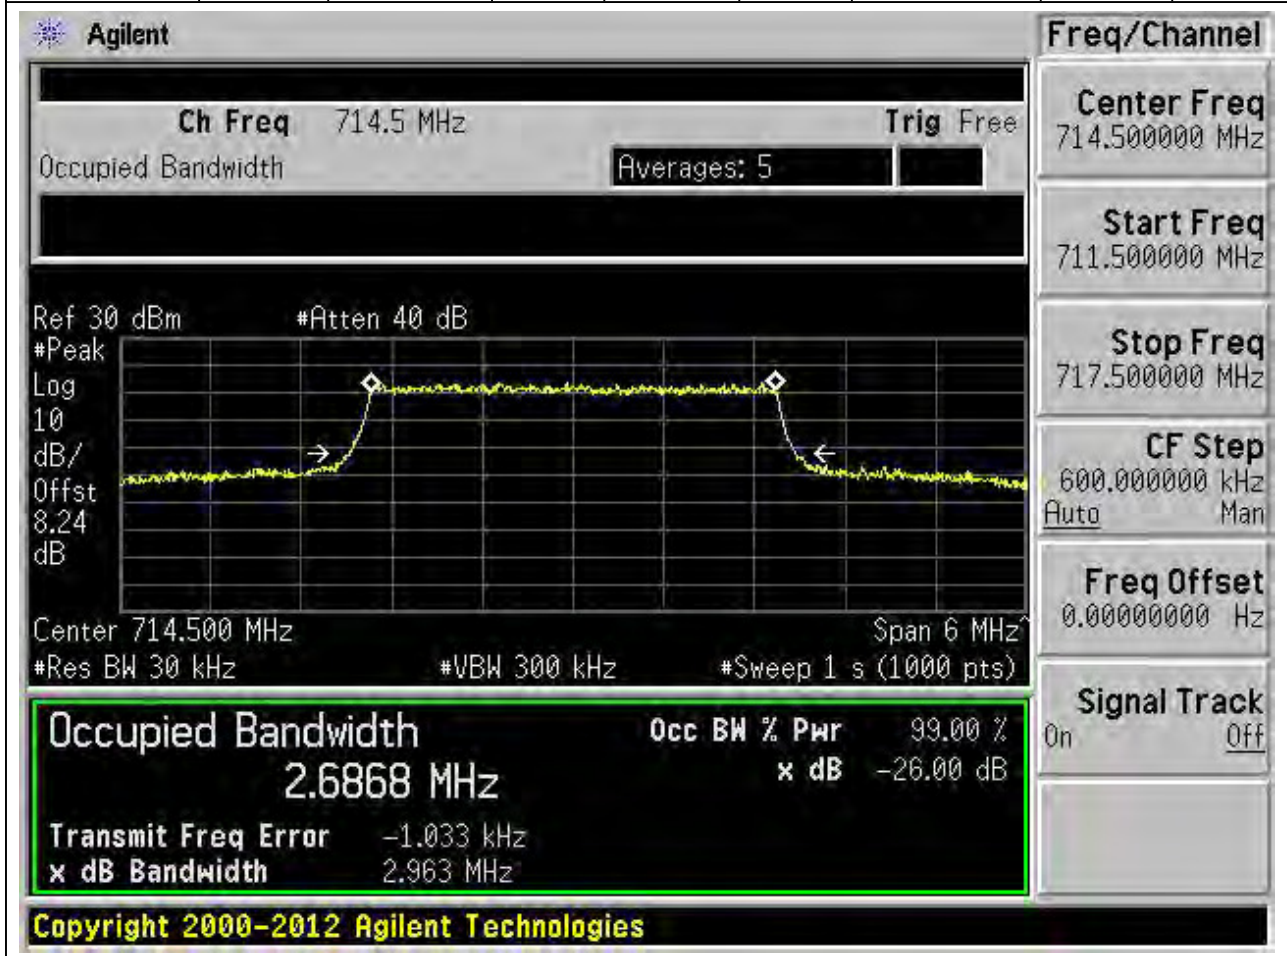 Agilent
Freq/Channel
Ch Freq 714.5 MHz
Trig Free
Occupied Bandwidth
Averages: 5
Center Freq
714.500000 MHz
Start Freq
711.500000 MHz
Stop Freq
717.500000 MHz
CF Step
600.000000 kHz
Auto Man
Freq Offset
0.00000000 Hz
Signal Track
On Off
Ref 30 dBm #Atten 40 dB
#Peak
Log
10
dB/
Offst
8.24
dB
Center 714.500 MHz Span 6 MHz^
#Res BW 30 kHz #VBW 300 kHz #Sweep 1 s (1000 pts)
Occupied Bandwidth
2.6868 MHz
Occ BW % Pwr 99.00 %
x dB -26.00 dB
Transmit Freq Error -1.033 kHz
x dB Bandwidth 2.963 MHz
Copyright 2000-2012 Agilent Technologies